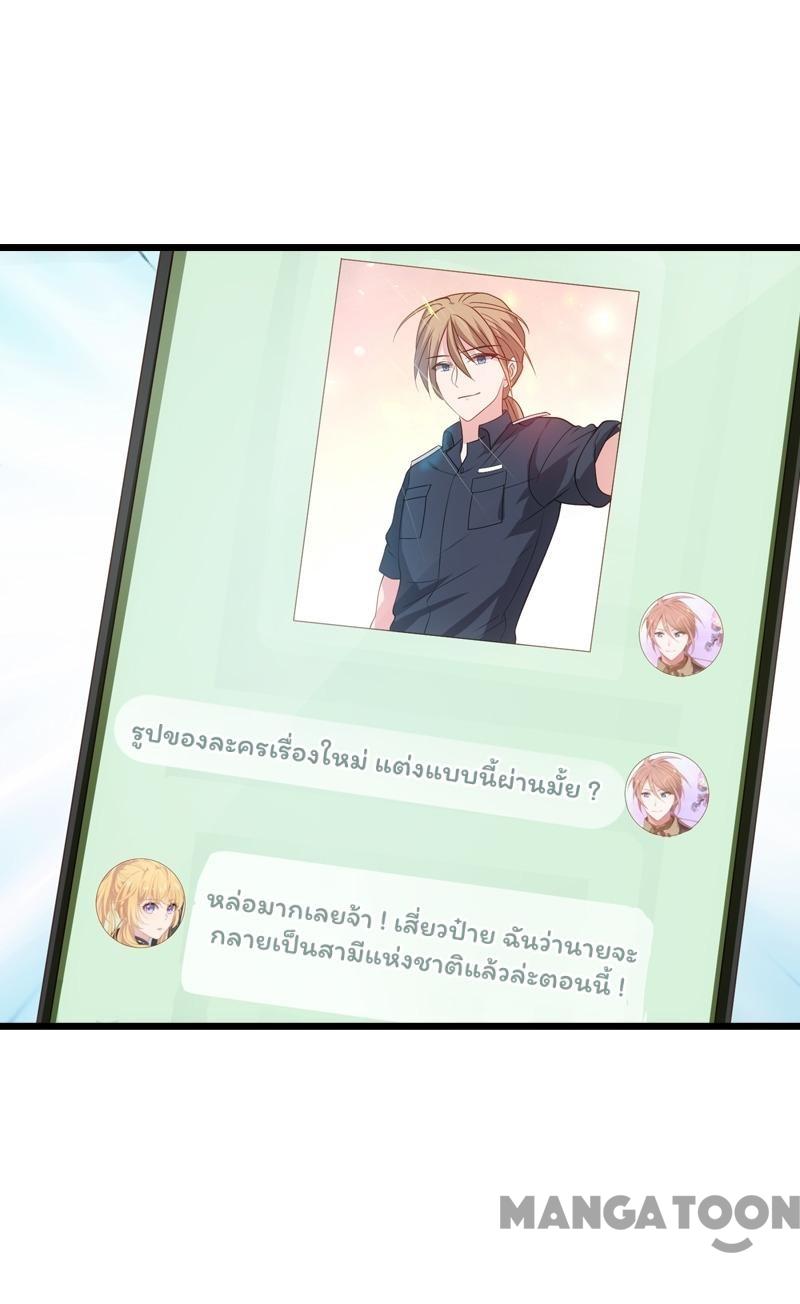 รูปของละครเรื่องใหม่ แต่งแบบนี้ผ่านมั้ย ?
หล่อมากเลยจ้า ! เสี่ยวป๋าย ฉันว่านายจะ
กลายเป็นสามีแห่งชาติแล้วล่ะตอนนี้ !
MANGATOON